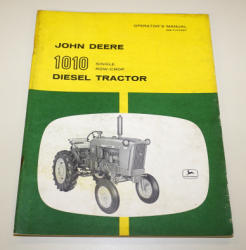 OPERATOR'S MANUAL
JOHN DEERE
1010 SINGLE
ROW-CROP
DIESEL TRACTOR